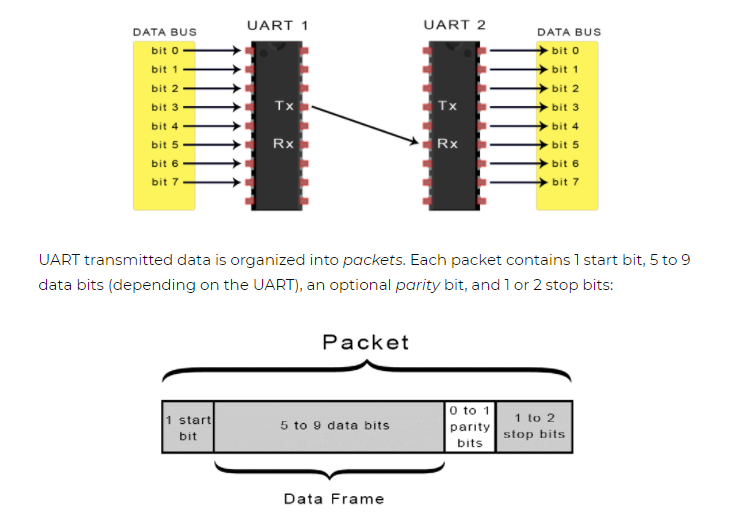 UART 1
UART 2
DATA BUS
DATA BUS
bit 0
bit 1
bit 2
bit 3
bit 4
bit 5
bit 6
bit 7
Tx
Rx
Tx
Rx
bit 0
bit 1
bit 2
bit 3
bit 4
bit 5
bit 6
bit 7
UART transmitted data is organized into packets. Each packet contains 1 start bit, 5 to 9
data bits (depending on the UART), an optional parity bit, and 1 or 2 stop bits:
Packet
1 start
bit
5 to 9 data bits
0 to 1
parity
bits
1 to 2
stop bits
Data Frame